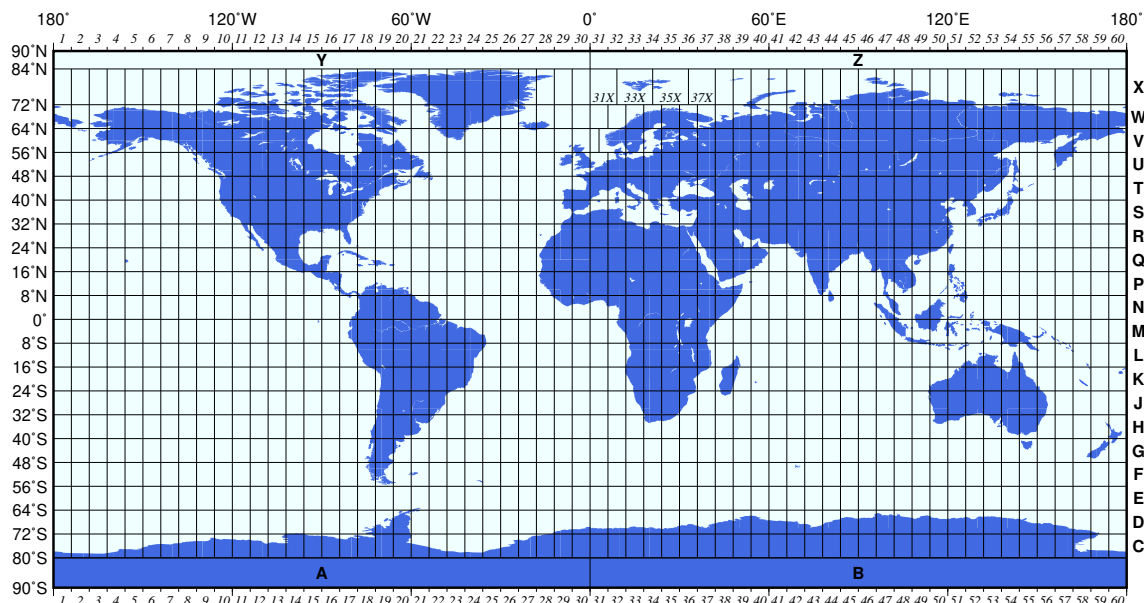 180° 120°W 60°W 0° 60°E 120°E 180°
1 2 3 4 5 6 7 8 9 10 11 12 13 14 15 16 17 18 19 20 21 22 23 24 25 26 27 28 29 30 31 32 33 34 35 36 37 38 39 40 41 42 43 44 45 46 47 48 49 50 51 52 53 54 55 56 57 58 59 60
90°N
Y Z
84°N
X
31X 33X 35X 37X
72°N
W
64°N
V
56°N
U
48°N
T
40°N
S
32°N
R
24°N
Q
16°N
P
8°N
N
0°
M
8°S
L
16°S
K
24°S
J
32°S
H
40°S
G
48°S
F
56°S
E
64°S
D
72°S
C
80°S
A B
90°S
1 2 3 4 5 6 7 8 9 10 11 12 13 14 15 16 17 18 19 20 21 22 23 24 25 26 27 28 29 30 31 32 33 34 35 36 37 38 39 40 41 42 43 44 45 46 47 48 49 50 51 52 53 54 55 56 57 58 59 60